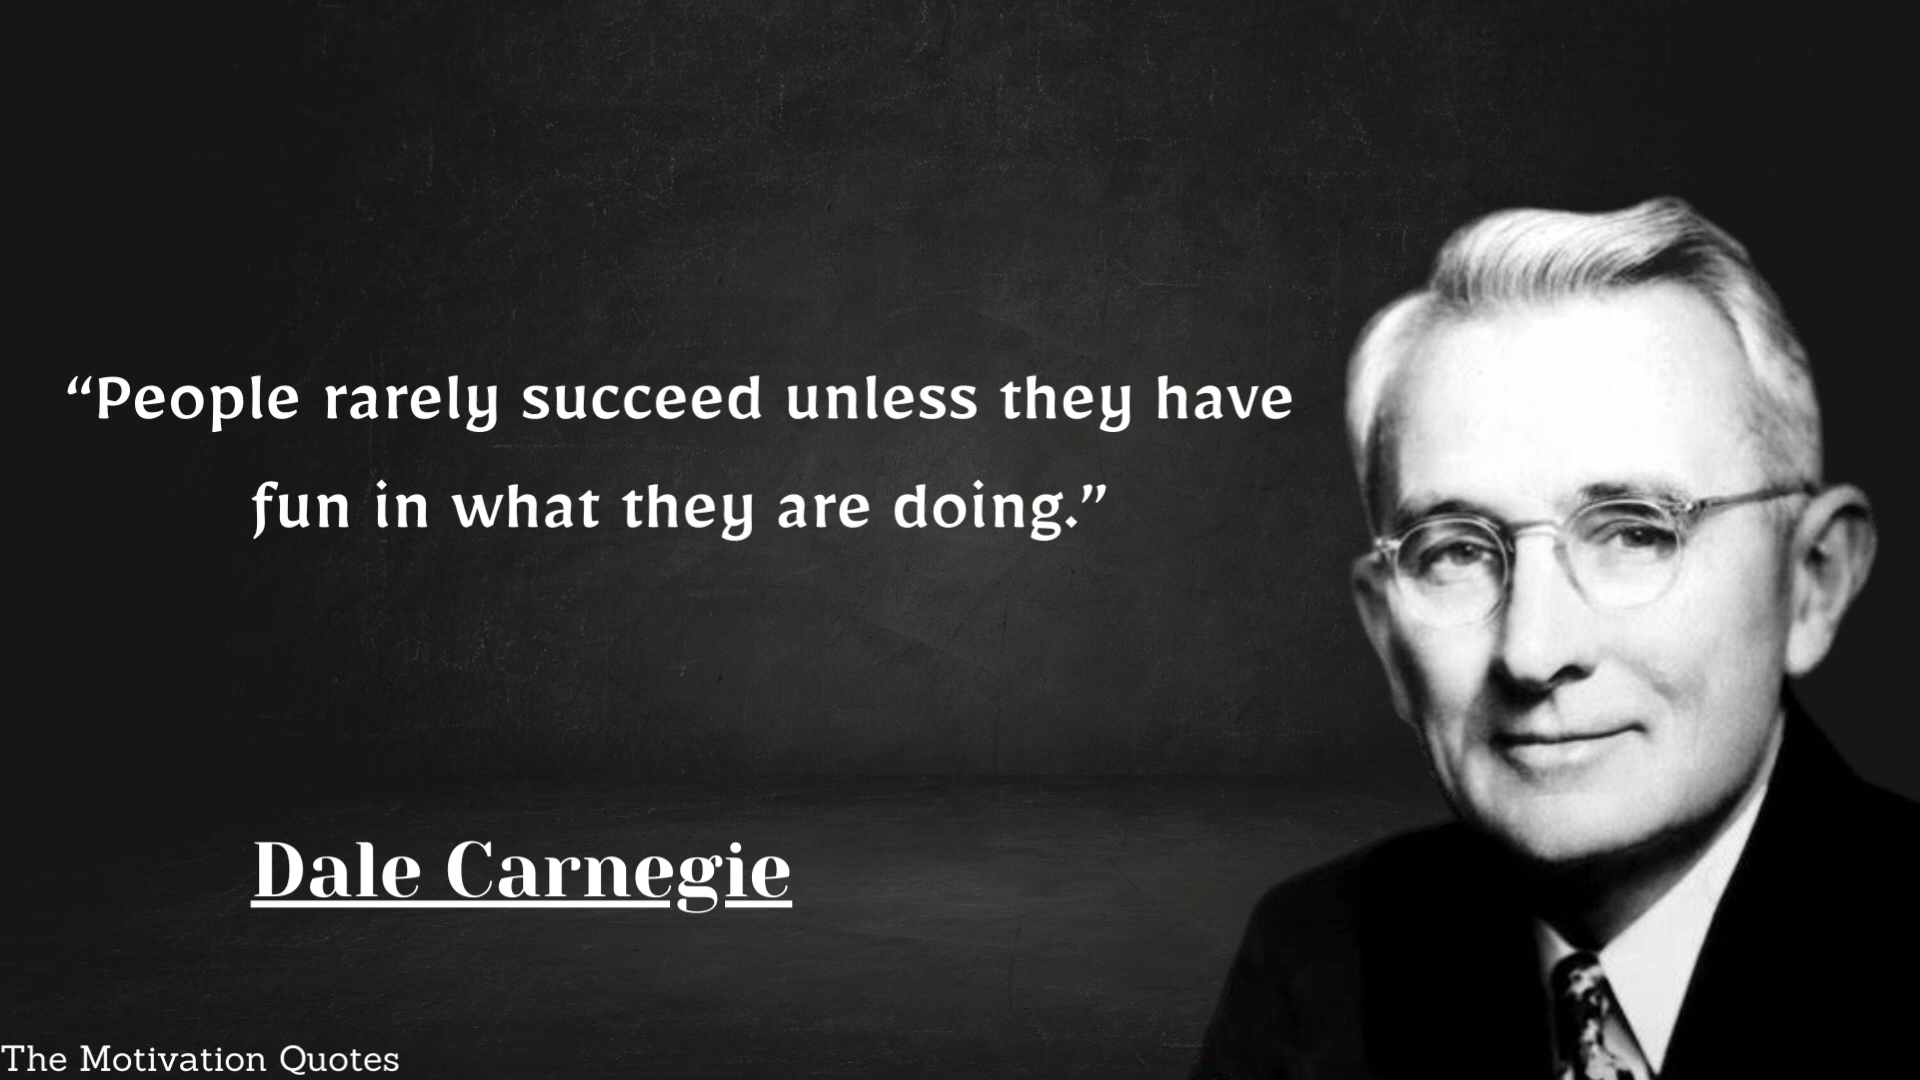 “People rarely succeed unless they have
fun in what they are doing.”
Dale Carnegie
The Motivation Quotes